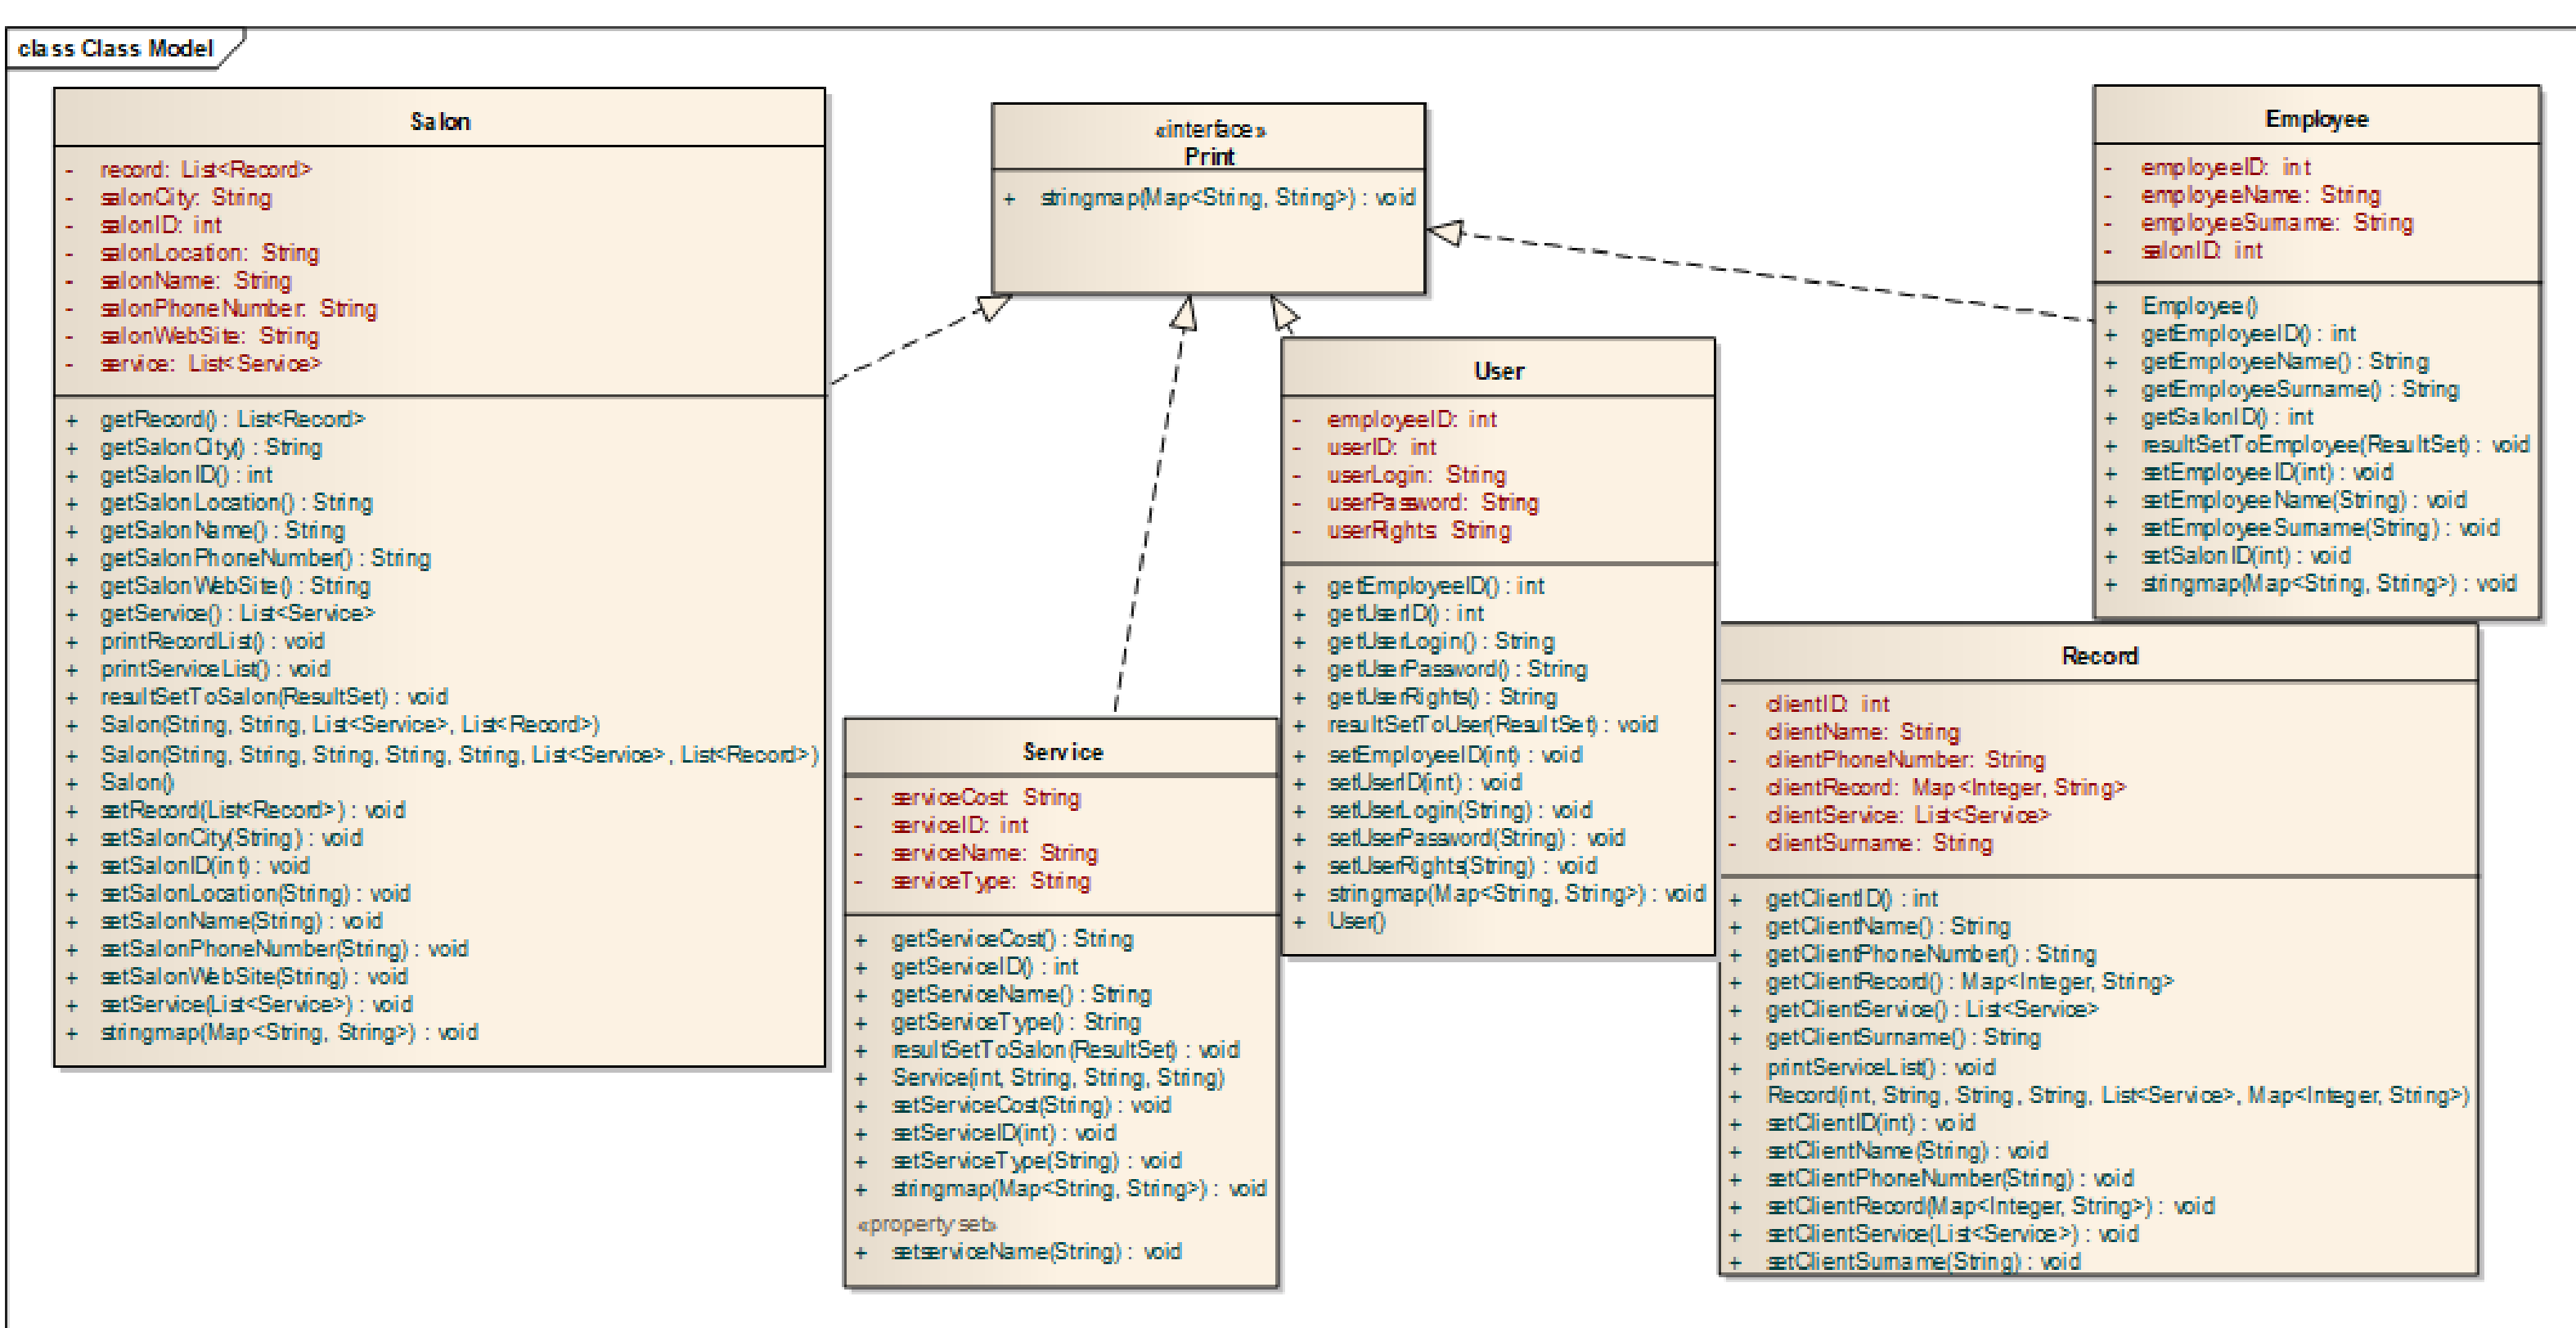 class Class Model
Salon
- record: List<Record>
- salonCity: String
- salonID: int
- salonLocation: String
- salonName: String
- salonPhoneNumber: String
- salonWebSite: String
- service: List<Service>
+ getRecord() : List<Record>
+ getSalonCity() : String
+ getSalonID() : int
+ getSalonLocation() : String
+ getSalonName() : String
+ getSalonPhoneNumber() : String
+ getSalonWebSite() : String
+ getService() : List<Service>
+ printRecordList() : void
+ printServiceList() : void
+ resultSetToSalon(ResultSet) : void
+ Salon(String, String, List<Service>, List<Record>)
+ Salon(String, String, String, String, String, List<Service>, List<Record>)
+ Salon()
+ setRecord(List<Record>) : void
+ setSalonCity(String) : void
+ setSalonID(int) : void
+ setSalonLocation(String) : void
+ setSalonName(String) : void
+ setSalonPhoneNumber(String) : void
+ setSalonWebSite(String) : void
+ setService(List<Service>) : void
+ stringmap(Map<String, String>) : void
«interface»
Print
+ stringmap(Map<String, String>) : void
Service
- serviceCost: String
- serviceID: int
- serviceName: String
- serviceType: String
+ getServiceCost() : String
+ getServiceID() : int
+ getServiceName() : String
+ getServiceType() : String
+ resultSetToSalon(ResultSet) : void
+ Service(int, String, String, String)
+ setServiceCost(String) : void
+ setServiceID(int) : void
+ setServiceType(String) : void
+ stringmap(Map<String, String>) : void
«property set»
+ setserviceName(String) : void
User
- employeeID: int
- userID: int
- userLogin: String
- userPassword: String
- userRights: String
+ getEmployeeID() : int
+ getUserID() : int
+ getUserLogin() : String
+ getUserPassword() : String
+ getUserRights() : String
+ resultSetToUser(ResultSet) : void
+ setEmployeeID(int) : void
+ setUserID(int) : void
+ setUserLogin(String) : void
+ setUserPassword(String) : void
+ setUserRights(String) : void
+ stringmap(Map<String, String>) : void
+ User()
Employee
- employeeID: int
- employeeName: String
- employeeSurname: String
- salonID: int
+ Employee()
+ getEmployeeID() : int
+ getEmployeeName() : String
+ getEmployeeSurname() : String
+ getSalonID() : int
+ resultSetToEmployee(ResultSet) : void
+ setEmployeeID(int) : void
+ setEmployeeName(String) : void
+ setEmployeeSurname(String) : void
+ setSalonID(int) : void
+ stringmap(Map<String, String>) : void
Record
- clientID: int
- clientName: String
- clientPhoneNumber: String
- clientRecord: Map<Integer, String>
- clientService: List<Service>
- clientSurname: String
+ getClientID() : int
+ getClientName() : String
+ getClientPhoneNumber() : String
+ getClientRecord() : Map<Integer, String>
+ getClientService() : List<Service>
+ getClientSurname() : String
+ printServiceList() : void
+ Record(int, String, String, String, List<Service>, Map<Integer, String>)
+ setClientID(int) : void
+ setClientName(String) : void
+ setClientPhoneNumber(String) : void
+ setClientRecord(Map<Integer, String>) : void
+ setClientService(List<Service>) : void
+ setClientSurname(String) : void